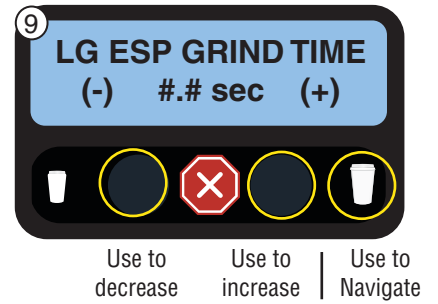 9
LG ESP GRIND TIME
(-) #.# sec (+)
Use to decrease
Use to increase
Use to Navigate